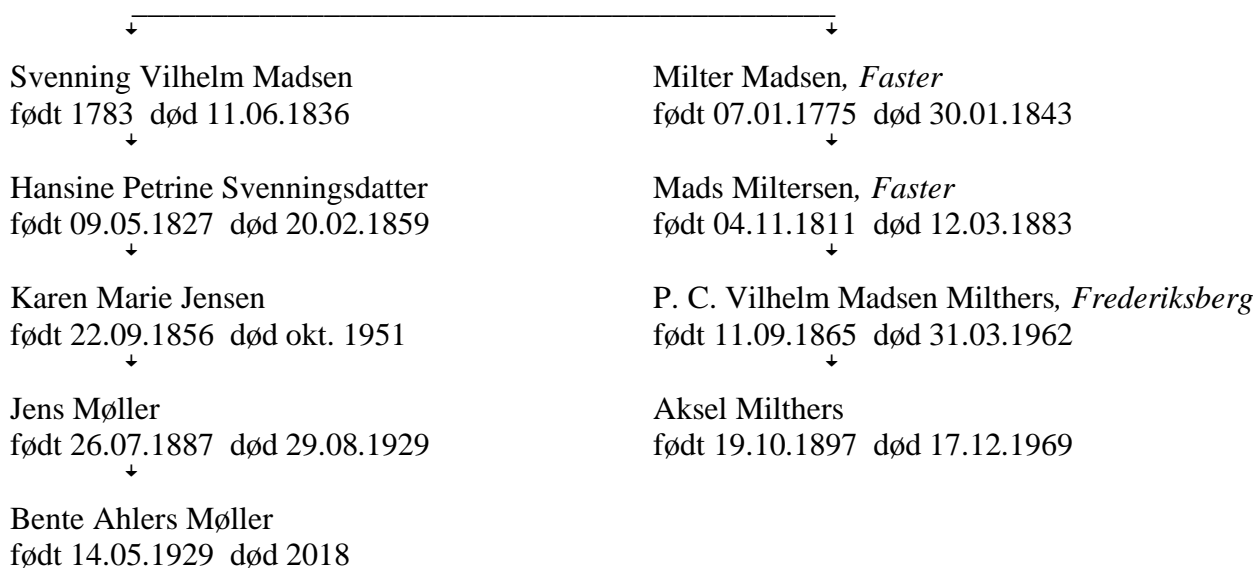 Svenning Vilhelm Madsen
født 1783 død 11.06.1836
Hansine Petrine Svenningsdatter
født 09.05.1827 død 20.02.1859
Karen Marie Jensen
født 22.09.1856 død okt. 1951
Jens Møller
født 26.07.1887 død 29.08.1929
Bente Ahlers Møller
født 14.05.1929 død 2018
Milter Madsen, Faster
født 07.01.1775 død 30.01.1843
Mads Miltersen, Faster
født 04.11.1811 død 12.03.1883
P. C. Vilhelm Madsen Milthers, Frederiksberg
født 11.09.1865 død 31.03.1962
Aksel Milthers
født 19.10.1897 død 17.12.1969